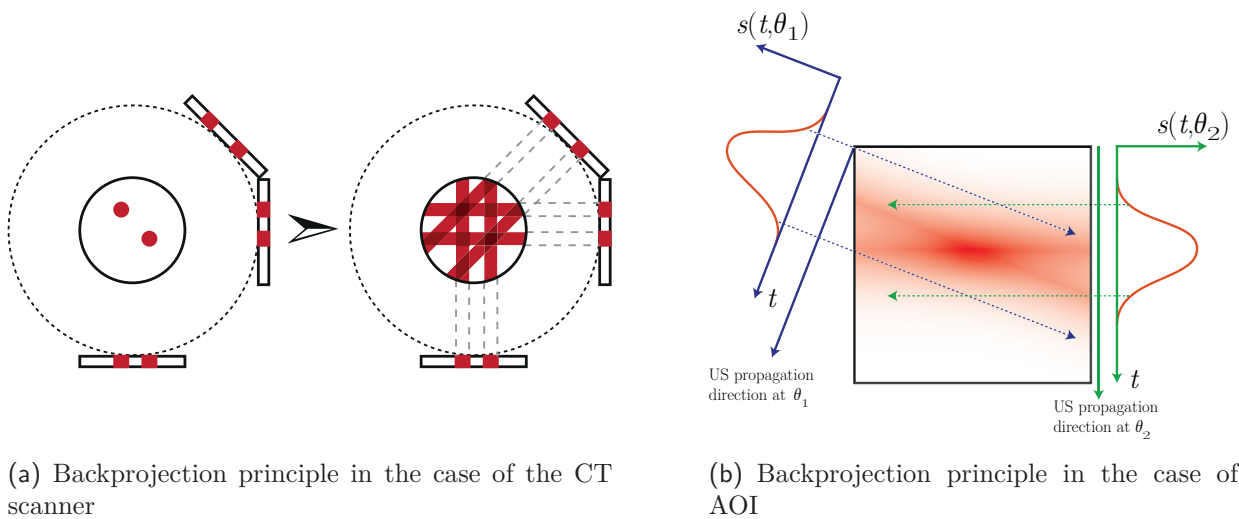 s(t,θ₁)
s(t,θ₂)
t
US propagation
direction at θ₁
t
US propagation
direction at θ₂
(a) Backprojection principle in the case of the CT
scanner
(b) Backprojection principle in the case of
AOI